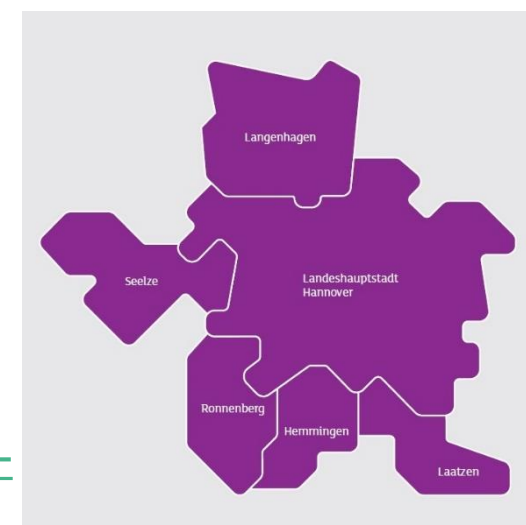 Langenhagen
Seelze
Landeshauptstadt
Hannover
Ronnenberg
Hemmingen
Laatzen